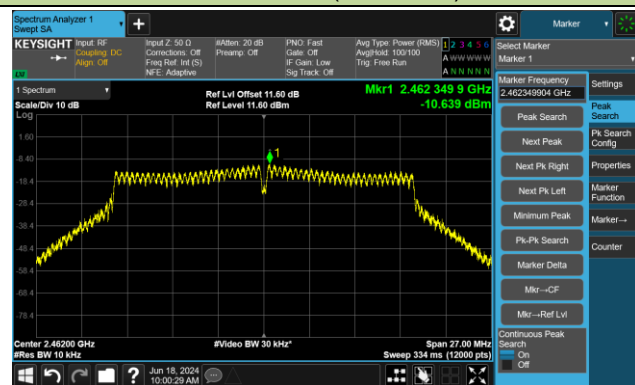 Spectrum Analyzer 1
Swept SA
Marker
KEYSIGHT
Input: RF
Coupling: DC
Align: Off
Input Z: 50 Ω
Corrections: Off
Freq Ref: Int (S)
NFE: Adaptive
#Atten: 20 dB
Preamp: Off
PNO: Fast
Gate: Off
IF Gain: Low
Sig Track: Off
Avg Type: Power (RMS)
Avg|Hold: 100/100
Trig: Free Run
1 2 3 4 5 6
A W W W W W
A N N N N N
LW
Select Marker
Marker 1
1 Spectrum
Scale/Div 10 dB
Log
Ref Lvl Offset 11.60 dB
Ref Level 11.60 dBm
Mkr1 2.462 349 9 GHz
-10.639 dBm
1.60
-8.40
-18.4
-28.4
-38.4
-48.4
-58.4
-68.4
-78.4
1
Center 2.46200 GHz
#Res BW 10 kHz
#Video BW 30 kHz*
Span 27.00 MHz
Sweep 334 ms (12000 pts)
Marker Frequency
2.462349904 GHz
Peak Search
Next Peak
Next Pk Right
Next Pk Left
Minimum Peak
Pk-Pk Search
Marker Delta
Mkr→CF
Mkr→Ref Lvl
Continuous Peak
Search
On
Off
Settings
Peak
Search
Pk Search
Config
Properties
Marker
Function
Marker→
Counter
Jun 18, 2024
10:00:29 AM